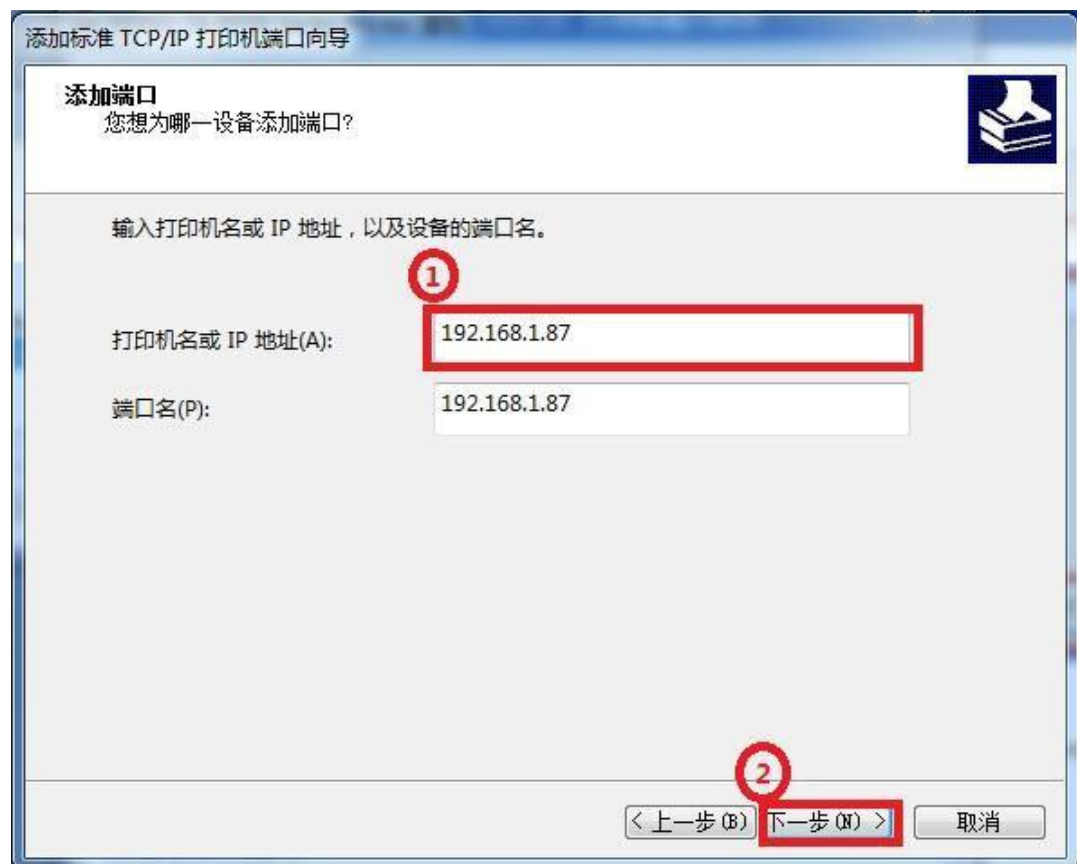 添加标准 TCP/IP 打印机端口向导
添加端口
您想为哪一设备添加端口?
输入打印机名或 IP 地址，以及设备的端口名。
1
打印机名或 IP 地址(A):
192.168.1.87
端口名(P):
192.168.1.87
2
< 上一步(B)
下一步(N) >
取消